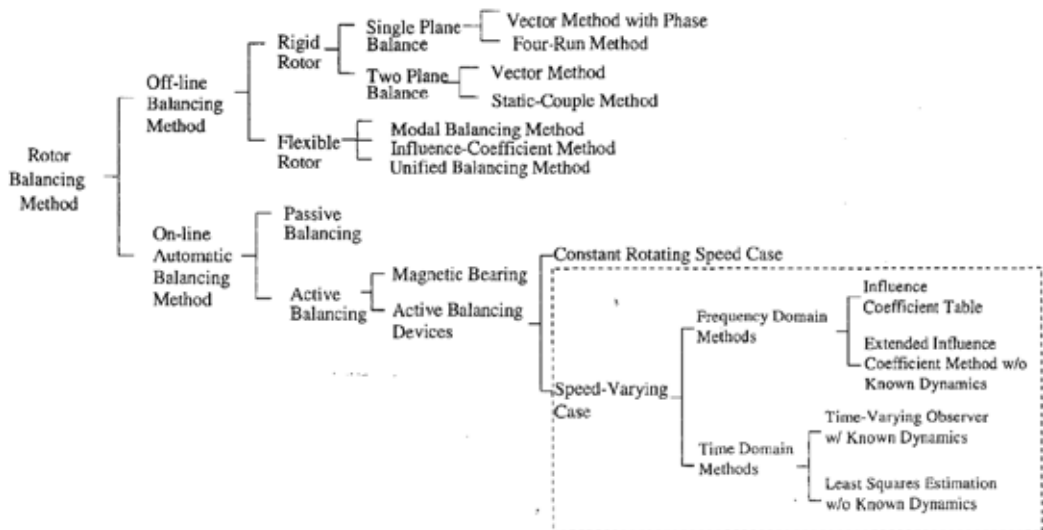 Rotor
Balancing
Method
Off-line
Balancing
Method
Rigid
Rotor
Single Plane
Balance
Vector Method with Phase
Four-Run Method
Two Plane
Balance
Vector Method
Static-Couple Method
Flexible
Rotor
Modal Balancing Method
Influence-Coefficient Method
Unified Balancing Method
On-line
Automatic
Balancing
Method
Passive
Balancing
Active
Balancing
Magnetic Bearing
Active Balancing
Devices
Constant Rotating Speed Case
Speed-Varying
Case
Frequency Domain
Methods
Influence
Coefficient Table
Extended Influence
Coefficient Method w/o
Known Dynamics
Time Domain
Methods
Time-Varying Observer
w/ Known Dynamics
Least Squares Estimation
w/o Known Dynamics